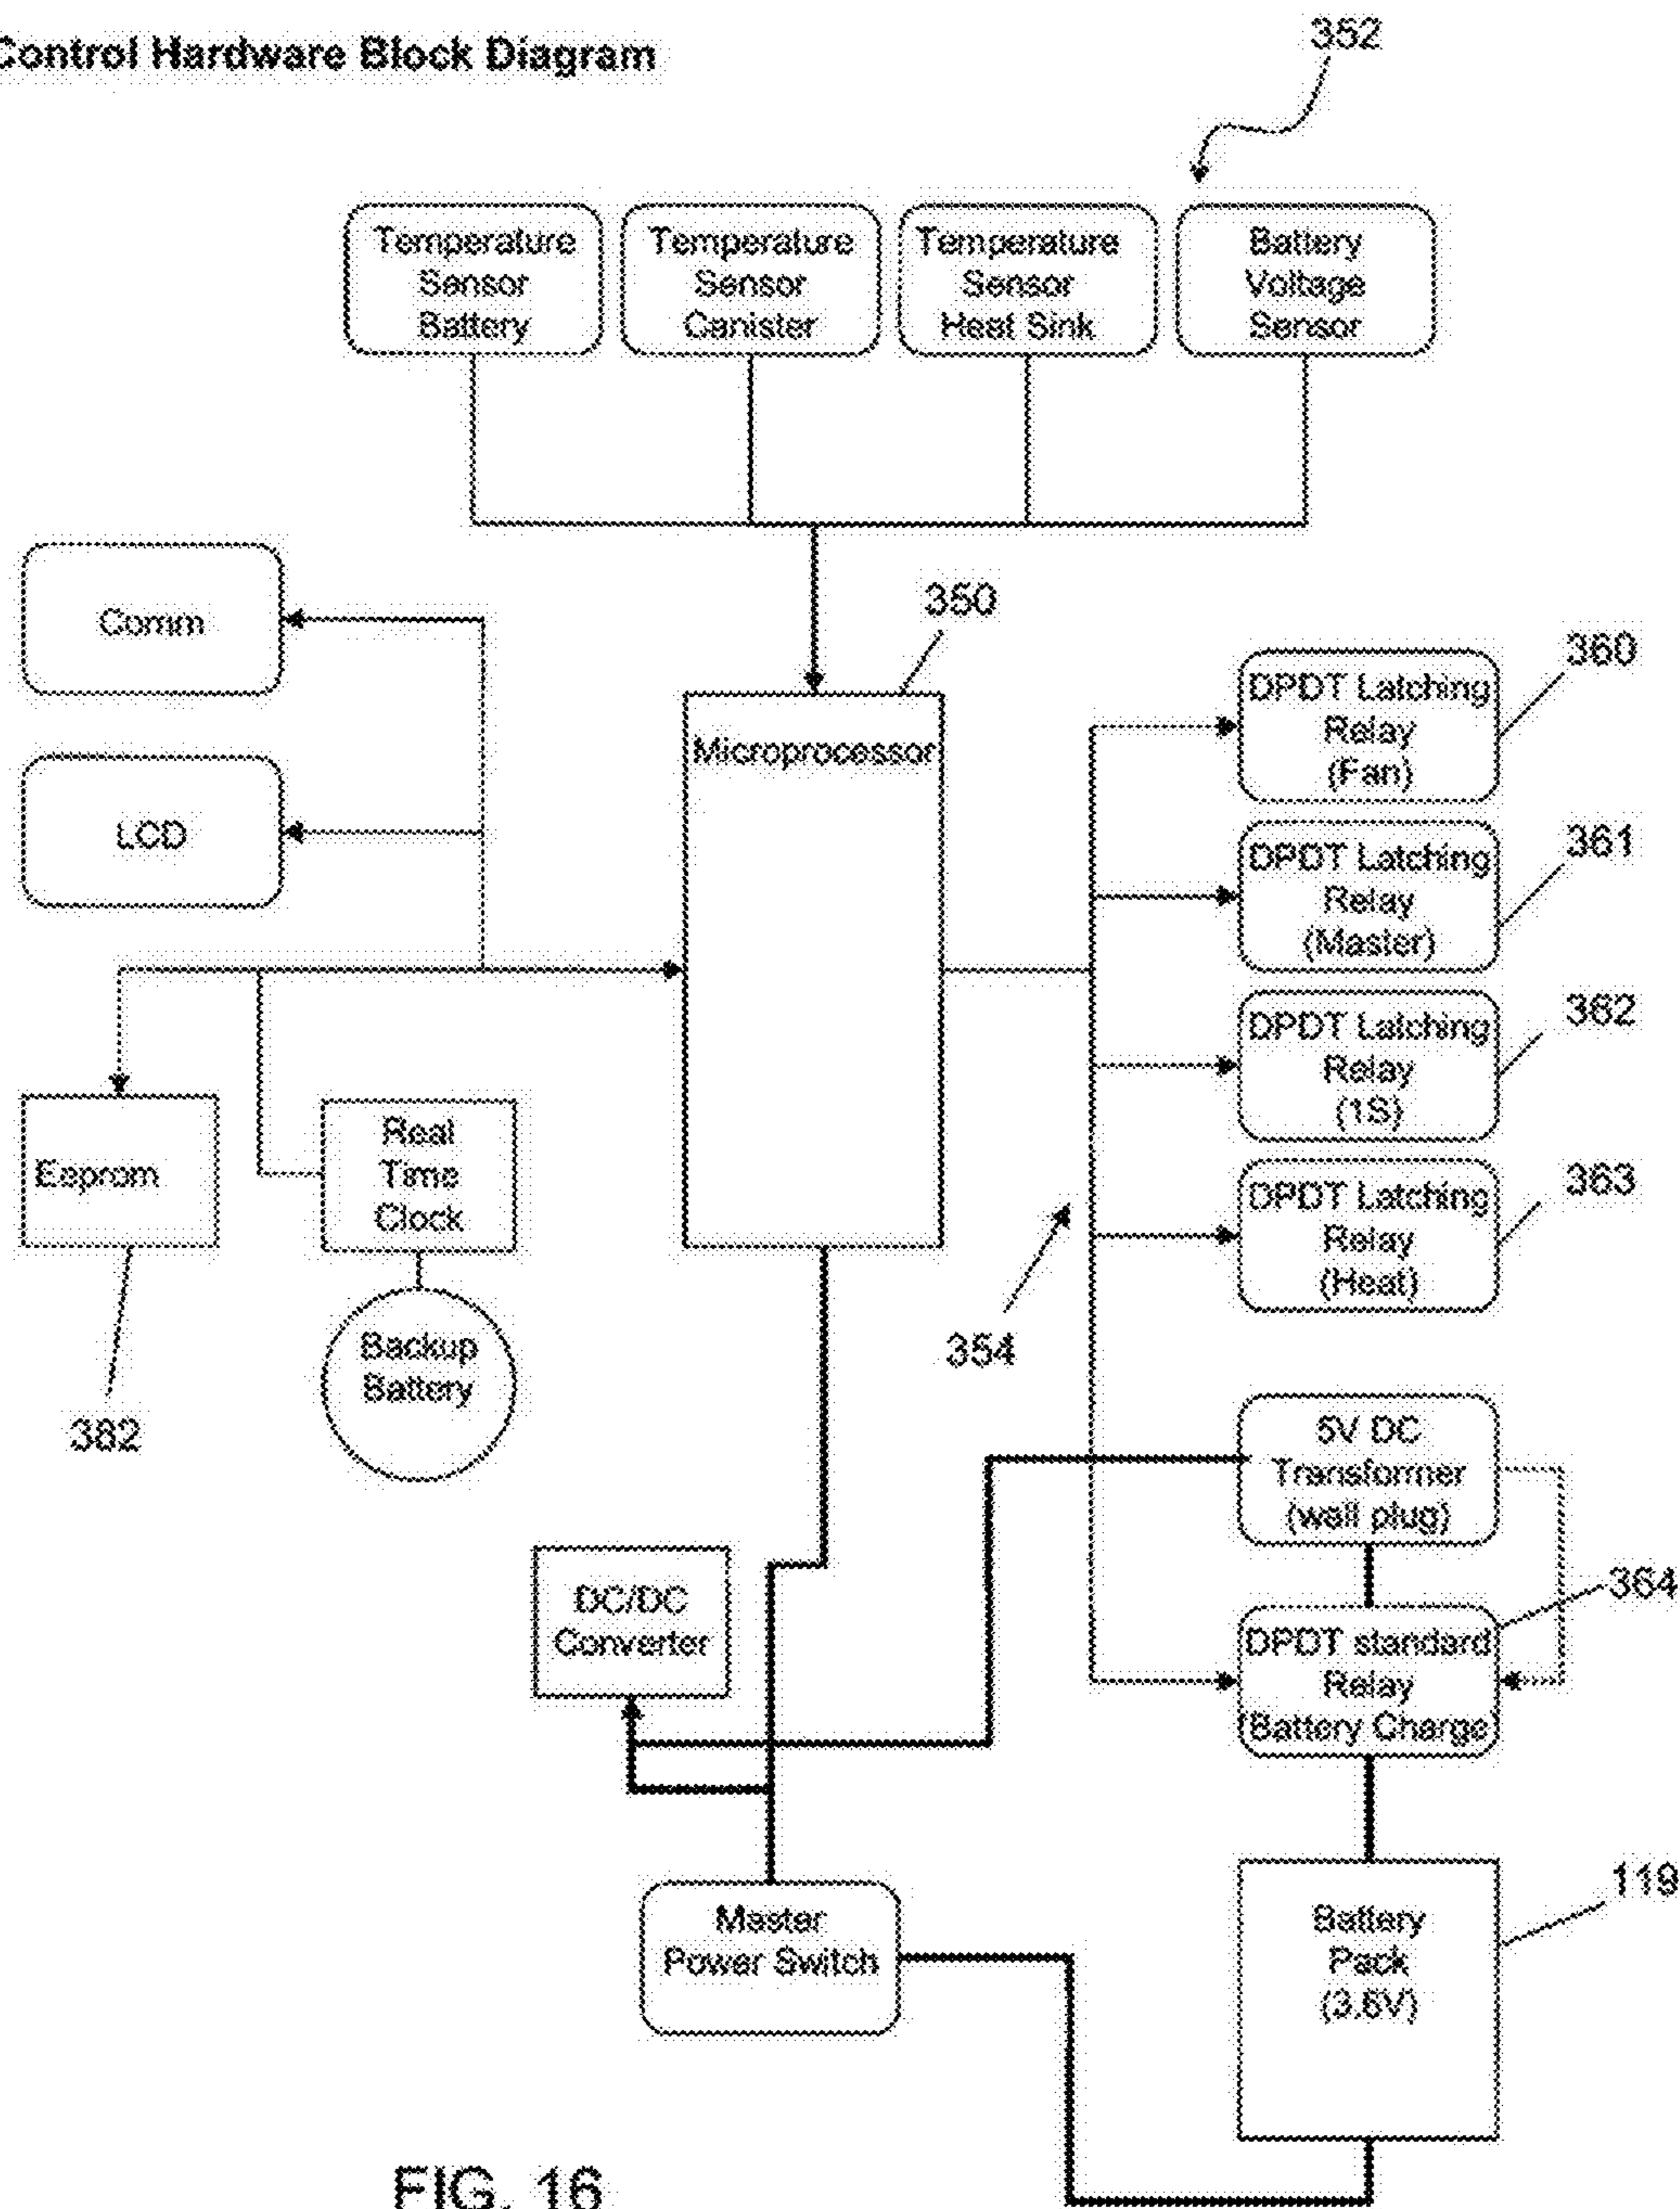 Control Hardware Block Diagram
352
Temperature
Sensor
Battery
Temperature
Sensor
Canister
Temperature
Sensor
Heat Sink
Battery
Voltage
Sensor
Comm
350
360
DPDT Latching
Relay
(Fan)
Microprocessor
LCD
361
DPDT Latching
Relay
(Master)
362
DPDT Latching
Relay
(1S)
Eeprom
Real
Time
Clock
363
DPDT Latching
Relay
(Heat)
354
Backup
Battery
382
5V DC
Transformer
(wall plug)
DC/DC
Converter
364
DPDT standard
Relay
(Battery Charge
Master
Power Switch
119
Battery
Pack
(3.6V)
FIG. 16